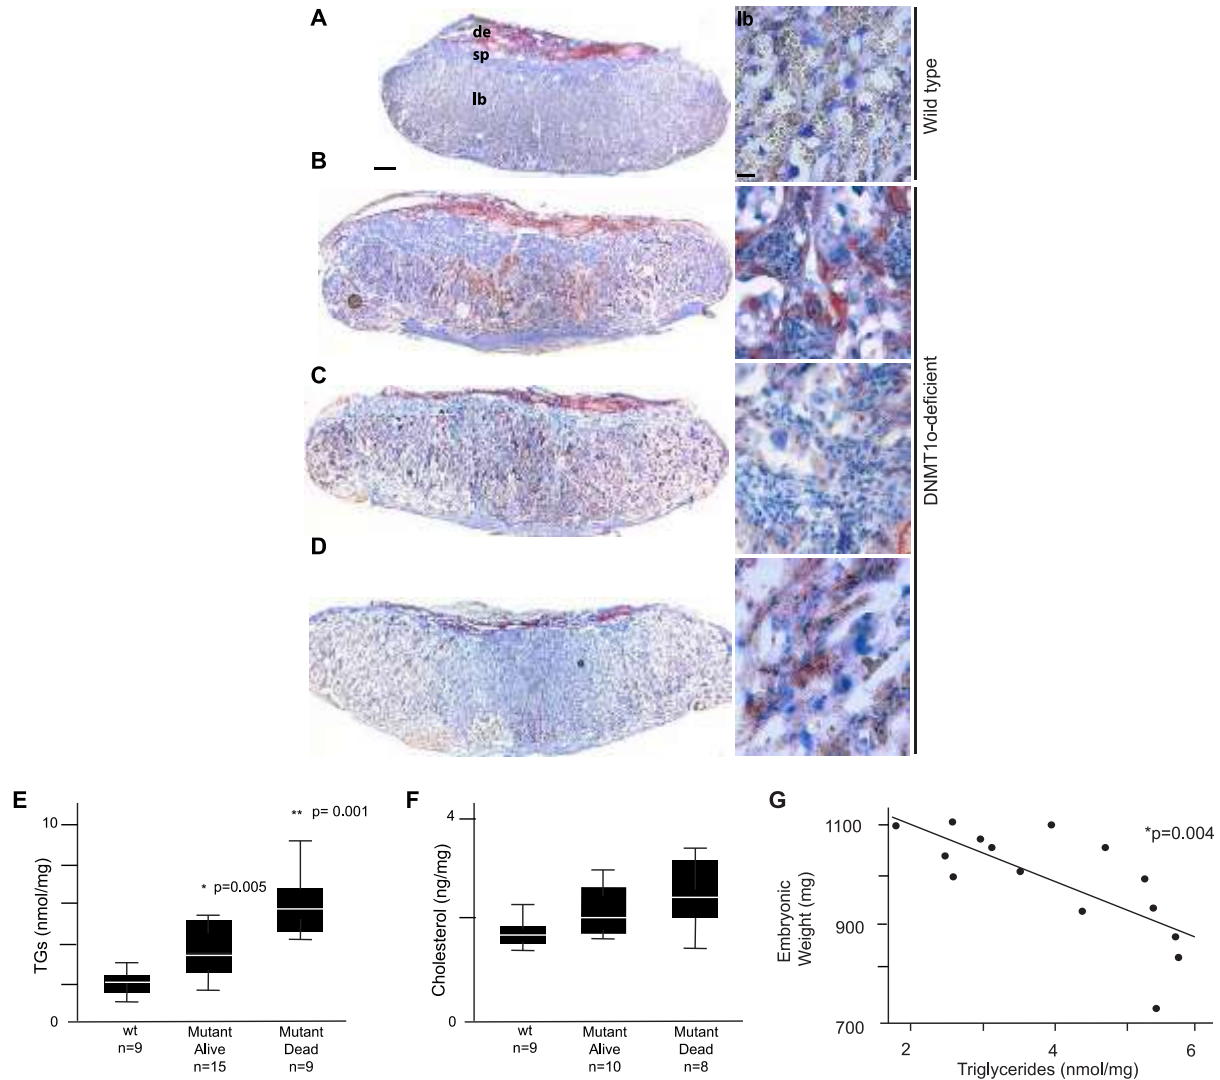 A
de
sp
lb
lb
Wild type
B
C
D
DNMT1o-deficient
E
10
** p= 0.001
* p=0.005
TGs (nmol/mg)
0
wt
n=9
Mutant
Alive
n=15
Mutant
Dead
n=9
F
4
Cholesterol (ng/mg)
0
wt
n=9
Mutant
Alive
n=10
Mutant
Dead
n=8
G
1100
*p=0.004
Embryonic
Weight (mg)
900
700
2 4 6
Triglycerides (nmol/mg)